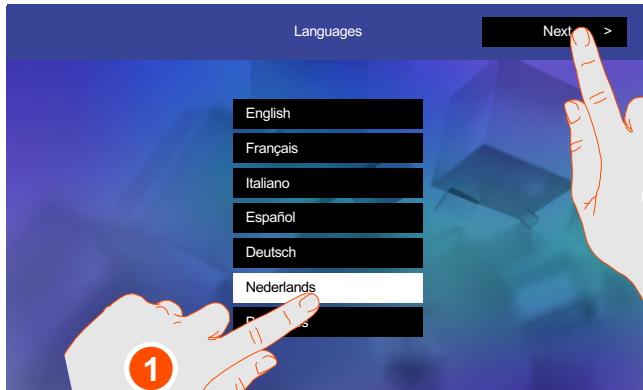 Languages
Next >
English
Français
Italiano
Español
Deutsch
Nederlands
1